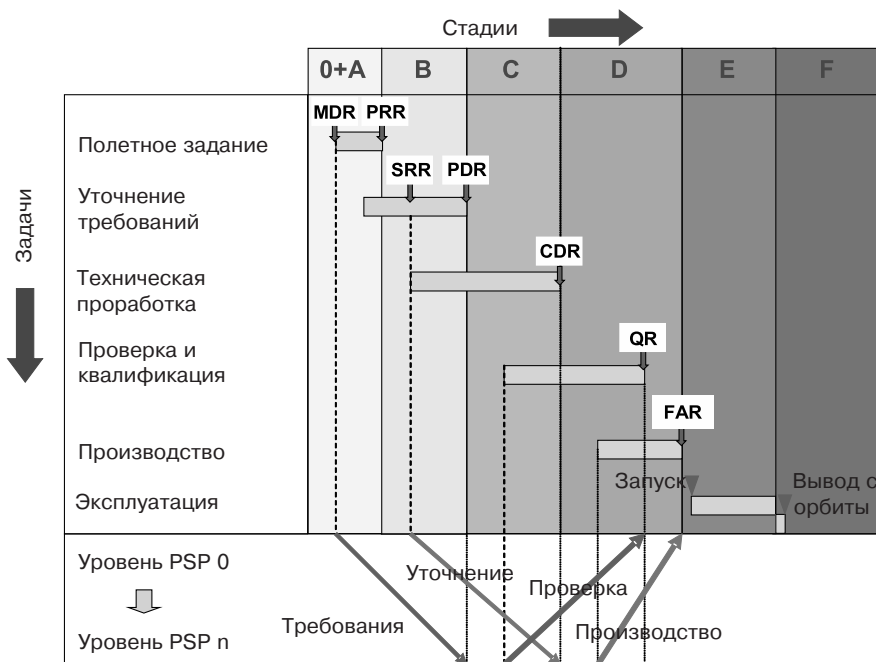 Стадии
0+A B C D E F
Задачи
MDR PRR
Полетное задание
SRR PDR
Уточнение
требований
CDR
Техническая
проработка
QR
Проверка и
квалификация
FAR
Производство
Запуск
Вывод с
орбиты
Эксплуатация
Уровень PSP 0
Уточнение
Проверка
Требования
Производство
Уровень PSP n